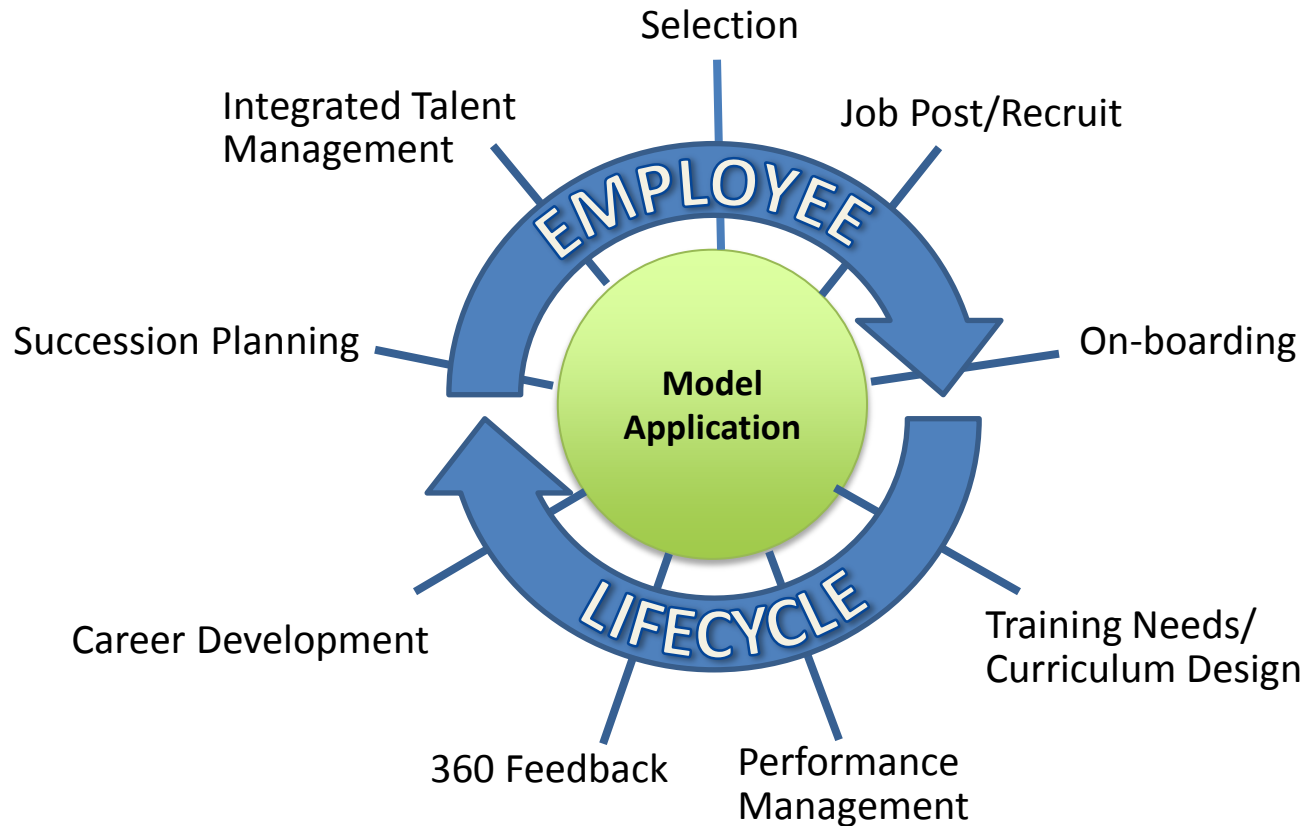 Selection
Integrated Talent
Management
Job Post/Recruit
EMPLOYEE
Succession Planning
On-boarding
Model
Application
LIFECYCLE
Career Development
Training Needs/
Curriculum Design
360 Feedback
Performance
Management